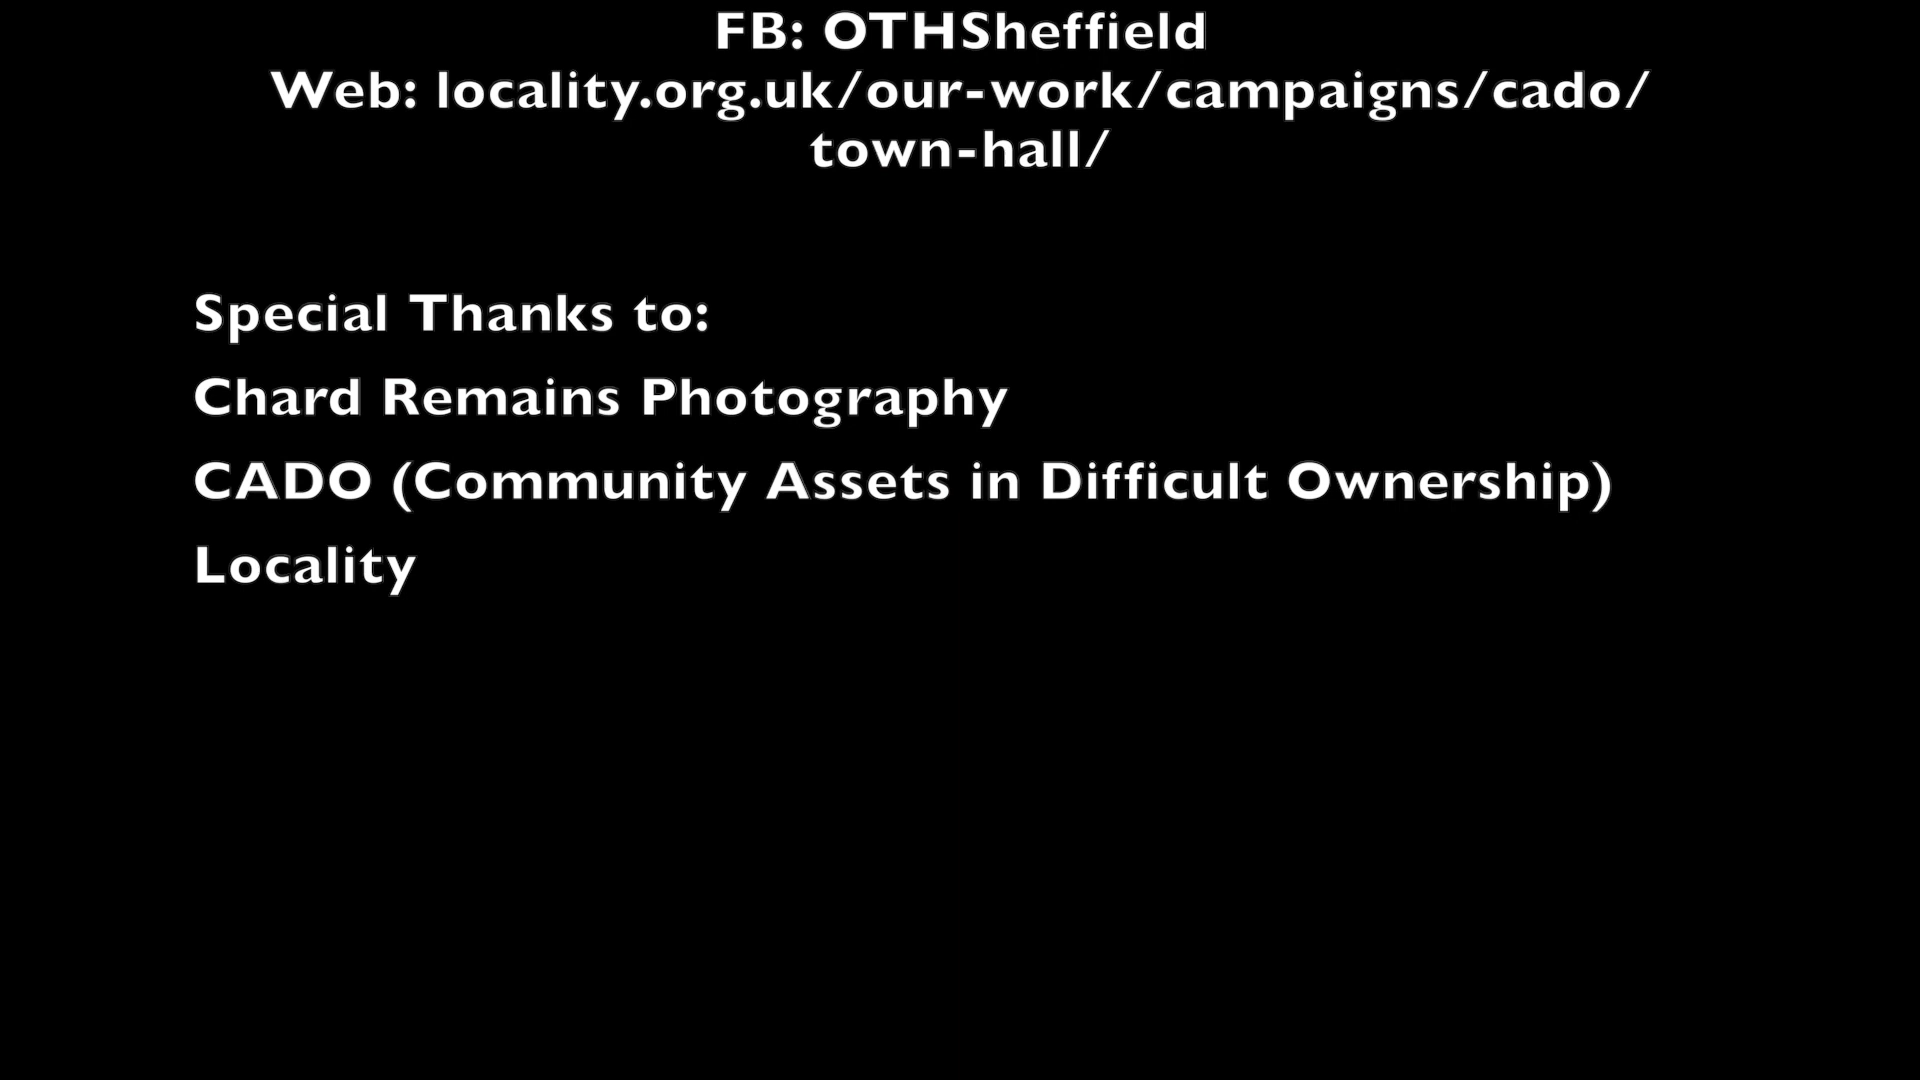 FB: OTHSheffield
Web: locality.org.uk/our-work/campaigns/cado/
town-hall/
Special Thanks to:
Chard Remains Photography
CADO (Community Assets in Difficult Ownership)
Locality